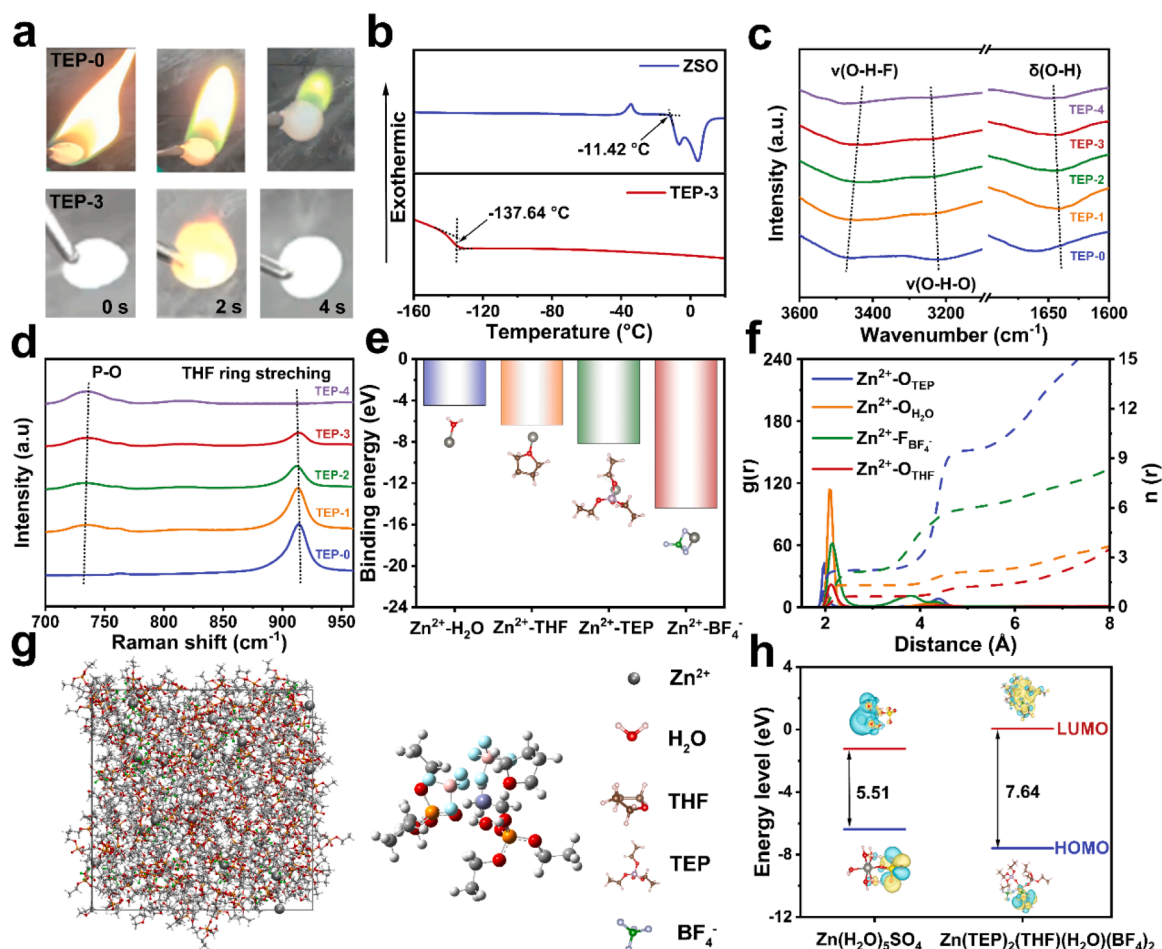 a
TEP-0
TEP-3
0 s
2 s
4 s
b
Exothermic
ZSO
-11.42 °C
TEP-3
-137.64 °C
-160
-120
-80
-40
0
Temperature (°C)
c
Intensity (a.u.)
ν(O-H-F)
δ(O-H)
TEP-4
TEP-3
TEP-2
TEP-1
TEP-0
ν(O-H-O)
3600
3400
3200
1650
1600
Wavenumber (cm⁻¹)
d
Intensity (a.u)
P-O
THF ring streching
TEP-4
TEP-3
TEP-2
TEP-1
TEP-0
700
750
800
850
900
950
Raman shift (cm⁻¹)
e
Binding energy (eV)
0
-4
-8
-12
-16
-20
-24
Zn²⁺-H₂O
Zn²⁺-THF
Zn²⁺-TEP
Zn²⁺-BF₄⁻
f
g(r)
240
180
120
60
0
Zn²⁺-O_TEP
Zn²⁺-O_H₂O
Zn²⁺-F_BF₄⁻
Zn²⁺-O_THF
15
12
9
6
3
0
n (r)
2
4
6
8
Distance (Å)
g
Zn²⁺
H₂O
THF
TEP
BF₄⁻
h
Energy level (eV)
4
0
-4
-8
-12
5.51
7.64
LUMO
HOMO
Zn(H₂O)₅SO₄
Zn(TEP)₂(THF)(H₂O)(BF₄)₂